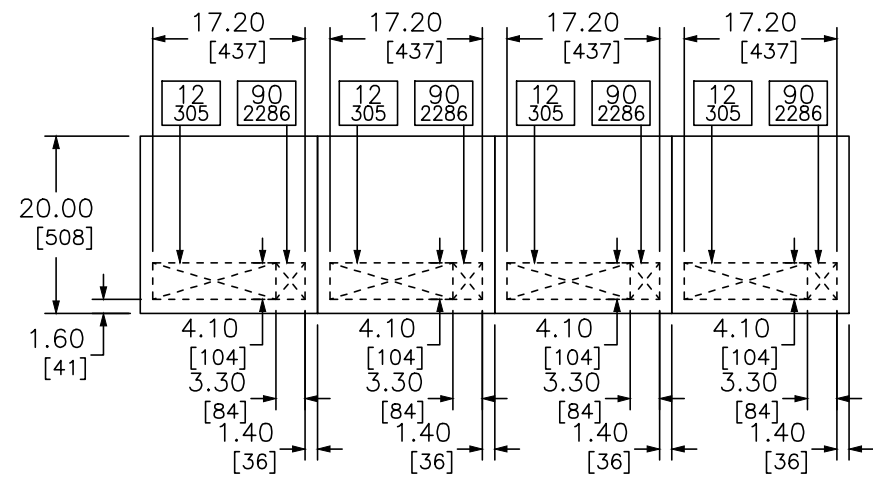 17.20 17.20 17.20 17.20
[437] [437] [437] [437]
12 90 12 90 12 90 12 90
305 2286 305 2286 305 2286 305 2286
20.00
[508]
1.60
[41]
4.10 4.10 4.10 4.10
[104] [104] [104] [104]
3.30 3.30 3.30 3.30
[84] [84] [84] [84]
1.40 1.40 1.40 1.40
[36] [36] [36] [36]